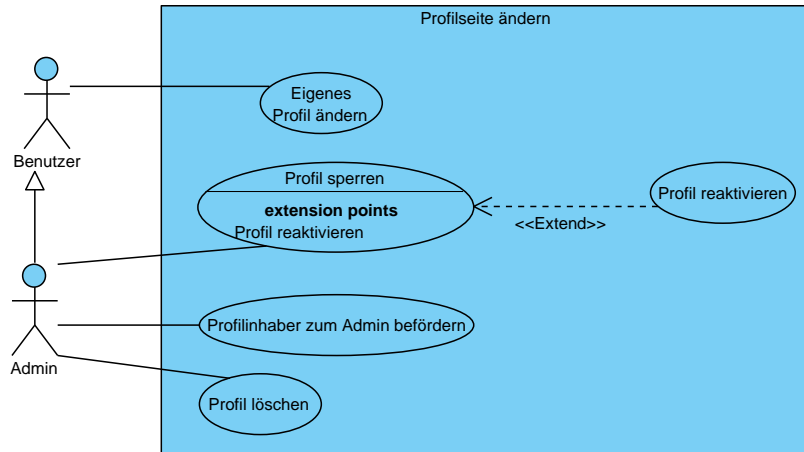 Profilseite ändern
Eigenes
Profil ändern
Benutzer
Profil sperren
extension points
Profil reaktivieren
<<Extend>>
Profil reaktivieren
Admin
Profilinhaber zum Admin befördern
Profil löschen